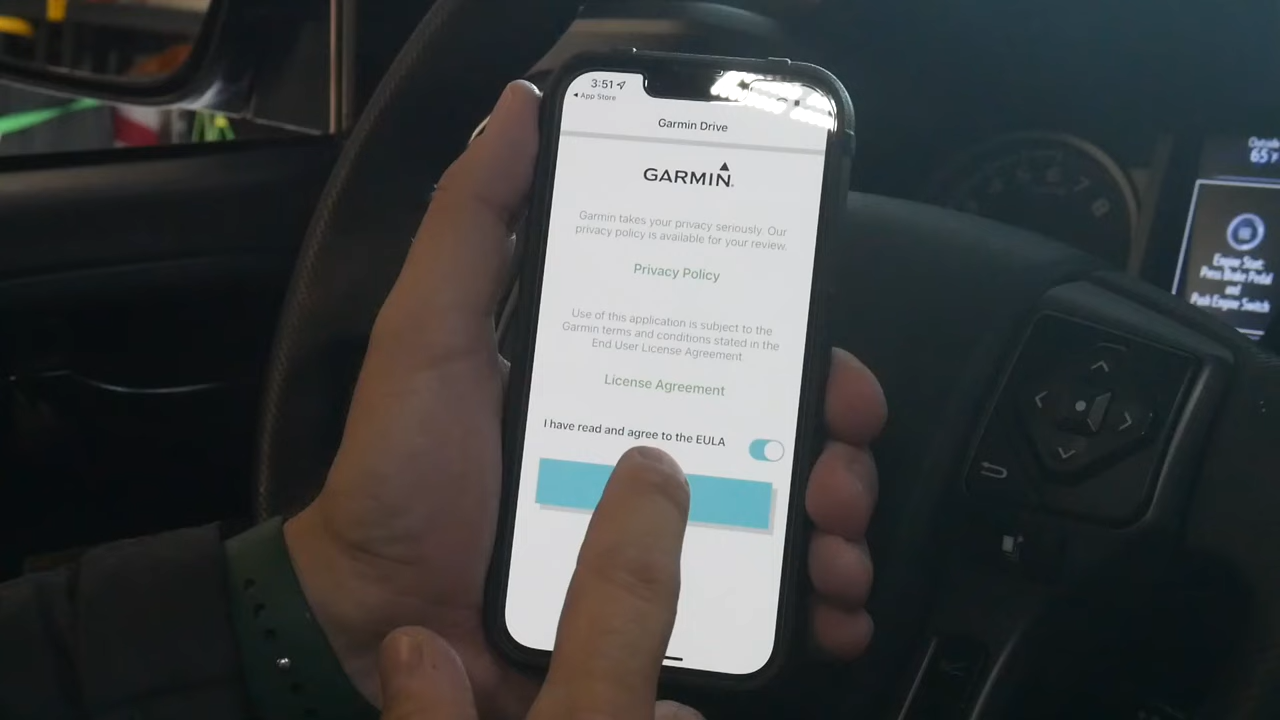 3:51
App Store
Garmin Drive
GARMIN
Garmin takes your privacy seriously. Our
privacy policy is available for your review.
Privacy Policy
Use of this application is subject to the
Garmin terms and conditions stated in the
End User License Agreement
License Agreement
I have read and agree to the EULA
Outside
65°F
Engine Start:
Press Brake Pedal
and
Push Engine Switch